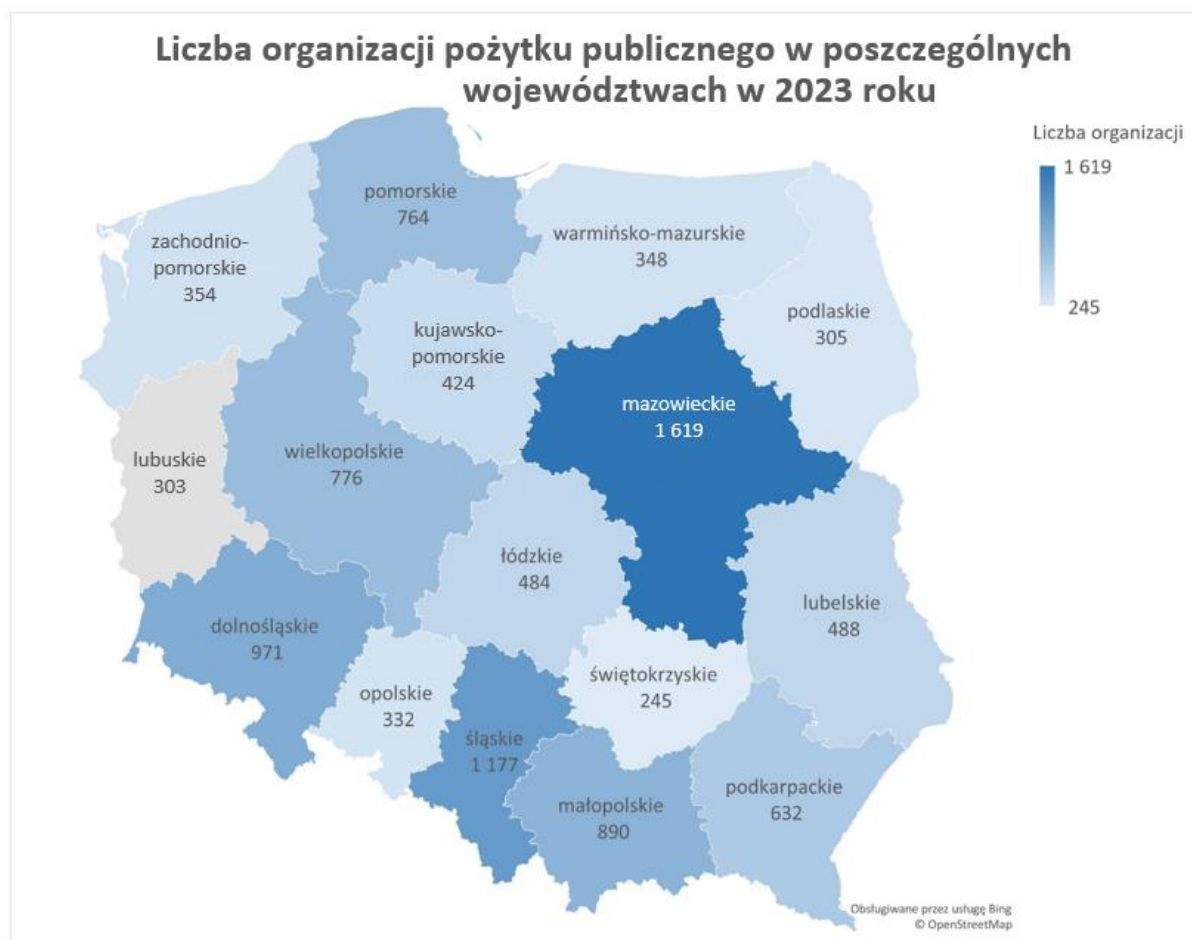 Liczba organizacji pożytku publicznego w poszczególnych
województwach w 2023 roku
Liczba organizacji
1 619
245
pomorskie
764
warmińsko-mazurskie
348
zachodnio-
pomorskie
354
podlaskie
305
kujawsko-
pomorskie
424
mazowieckie
1 619
lubuskie
303
wielkopolskie
776
łódzkie
484
lubelskie
488
dolnośląskie
971
opolskie
332
świętokrzyskie
245
śląskie
1 177
małopolskie
890
podkarpackie
632
Obsługiwane przez usługę Bing
© OpenStreetMap